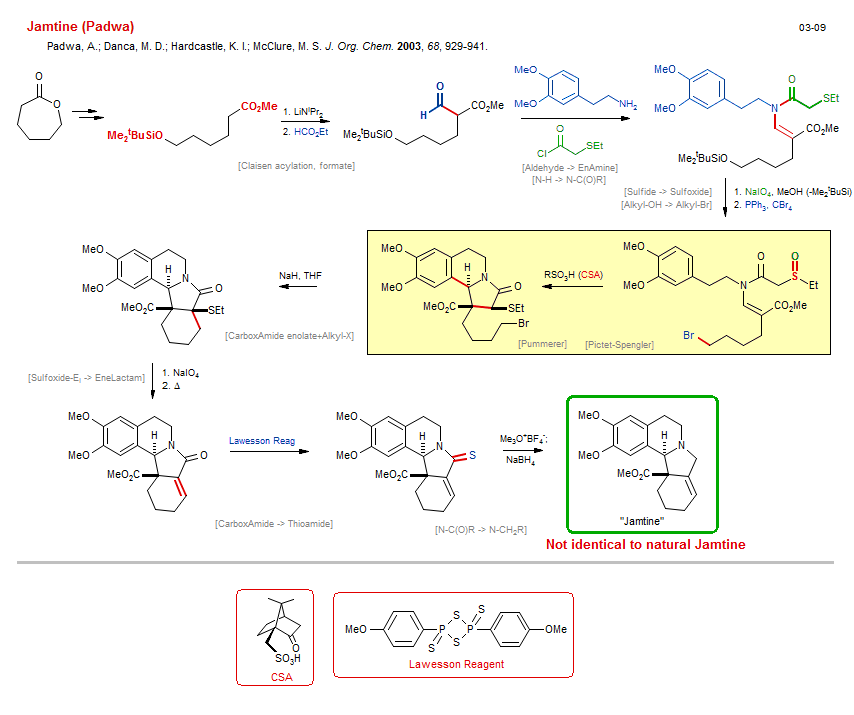 Jamtine (Padwa)
03-09
Padwa, A.; Danca, M. D.; Hardcastle, K. I.; McClure, M. S. J. Org. Chem. 2003, 68, 929-941.
O
O
CO₂Me
Me₂ᵗBuSiO
1. LiNⁱPr₂
2. HCO₂Et
[Claisen acylation, formate]
O
H
CO₂Me
Me₂ᵗBuSiO
MeO
MeO
NH₂
O
Cl
SEt
[Aldehyde -> EnAmine]
[N-H -> N-C(O)R]
MeO
MeO
N
O
SEt
CO₂Me
Me₂ᵗBuSiO
[Sulfide -> Sulfoxide]
[Alkyl-OH -> Alkyl-Br]
1. NaIO₄, MeOH (-Me₂ᵗBuSi)
2. PPh₃, CBr₄
MeO
MeO
H
N
O
MeO₂C
SEt
NaH, THF
[CarboxAmide enolate+Alkyl-X]
MeO
MeO
H
N
O
MeO₂C
SEt
Br
RSO₃H (CSA)
[Pummerer]
[Pictet-Spengler]
MeO
MeO
N
O
O
S
Et
CO₂Me
Br
[Sulfoxide-Eᵢ -> EneLactam]
1. NaIO₄
2. Δ
MeO
MeO
H
N
O
MeO₂C
Lawesson Reag
[CarboxAmide -> Thioamide]
MeO
MeO
H
N
S
MeO₂C
Me₃O⁺BF₄⁻;
NaBH₄
[N-C(O)R -> N-CH₂R]
MeO
MeO
H
N
MeO₂C
"Jamtine"
Not identical to natural Jamtine
O
SO₃H
CSA
MeO
P
S
S
P
S
S
OMe
Lawesson Reagent